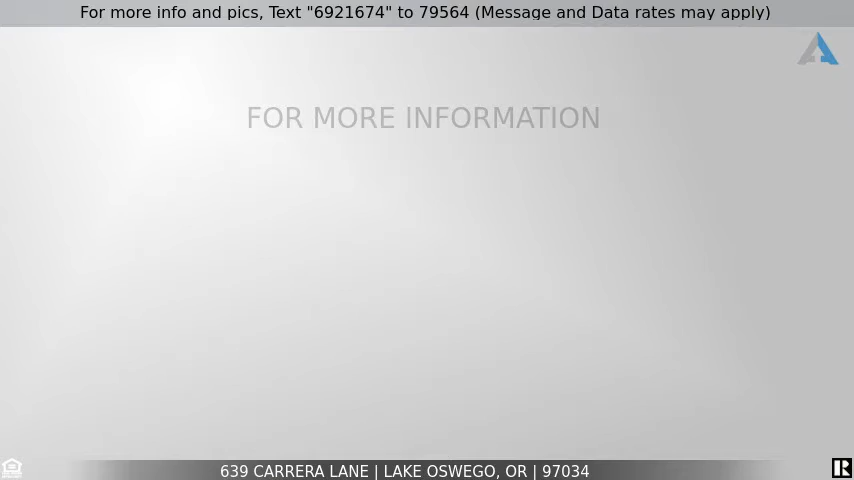 For more info and pics, Text "6921674" to 79564 (Message and Data rates may apply)
FOR MORE INFORMATION
639 CARRERA LANE | LAKE OSWEGO, OR | 97034